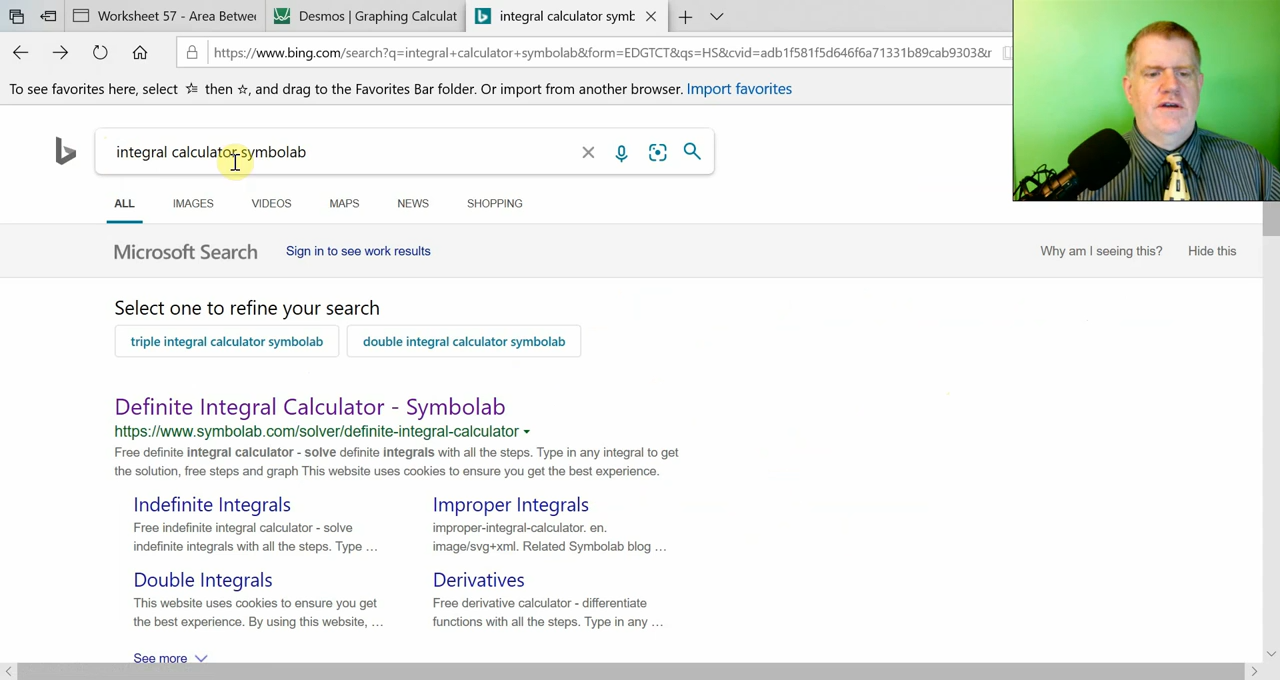 Worksheet 57 - Area Betwe
Desmos | Graphing Calculat
integral calculator symb
https://www.bing.com/search?q=integral+calculator+symbolab&form=EDGTCT&qs=HS&cvid=adb1f581f5d646f6a71331b89cab9303&r
To see favorites here, select then ☆, and drag to the Favorites Bar folder. Or import from another browser. Import favorites
integral calculator symbolab
ALL IMAGES VIDEOS MAPS NEWS SHOPPING
Microsoft Search Sign in to see work results Why am I seeing this? Hide this
Select one to refine your search
triple integral calculator symbolab double integral calculator symbolab
Definite Integral Calculator - Symbolab
https://www.symbolab.com/solver/definite-integral-calculator
Free definite integral calculator - solve definite integrals with all the steps. Type in any integral to get
the solution, free steps and graph This website uses cookies to ensure you get the best experience.
Indefinite Integrals
Free indefinite integral calculator - solve
indefinite integrals with all the steps. Type ...
Improper Integrals
improper-integral-calculator. en.
image/svg+xml. Related Symbolab blog ...
Double Integrals
This website uses cookies to ensure you get
the best experience. By using this website, ...
Derivatives
Free derivative calculator - differentiate
functions with all the steps. Type in any ...
See more